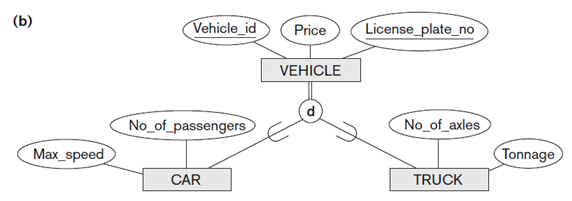 (b)
Vehicle_id
Price
License_plate_no
VEHICLE
d
No_of_passengers
No_of_axles
Max_speed
Tonnage
CAR
TRUCK